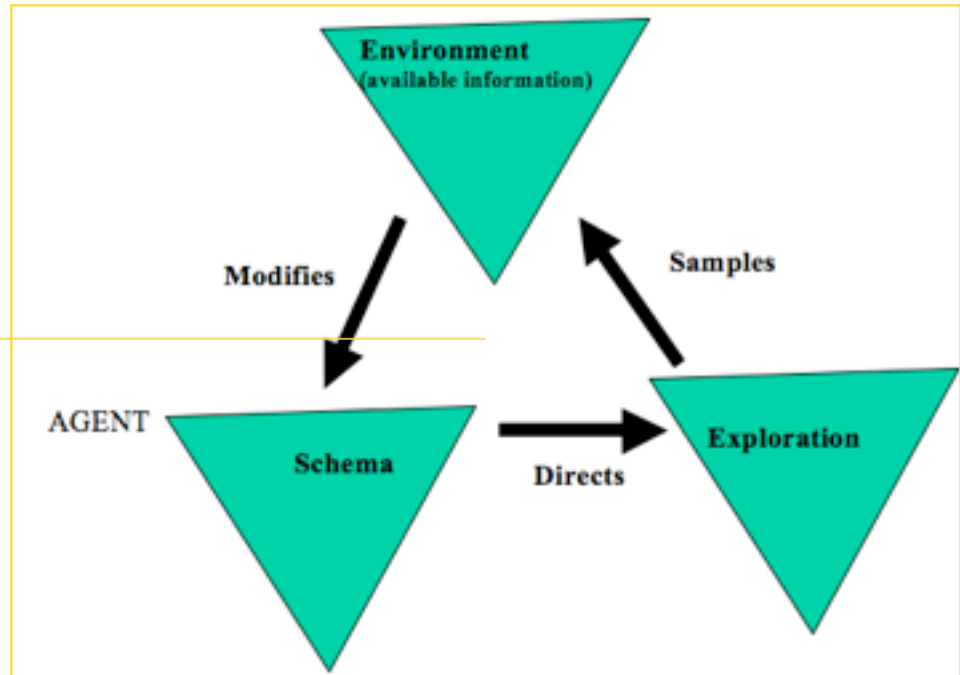 Environment
(available information)
Modifies
Samples
AGENT
Schema
Directs
Exploration